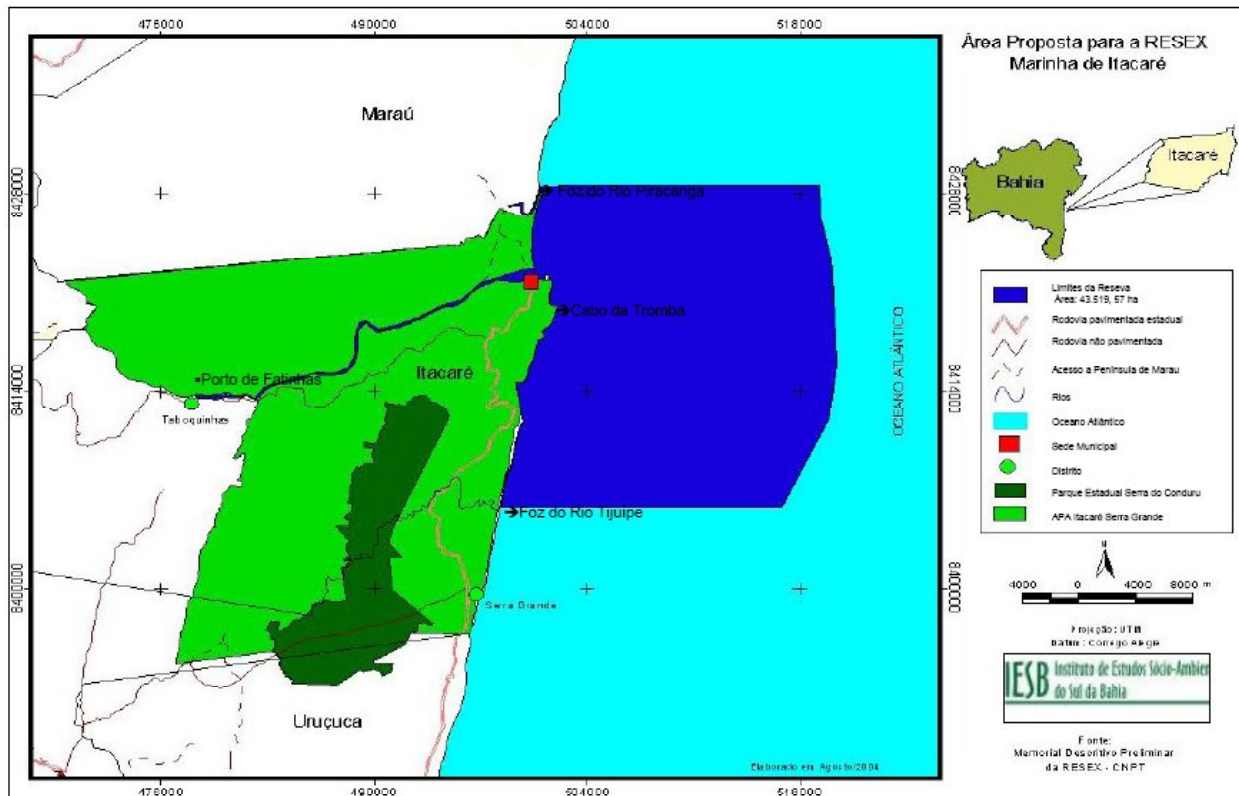 476000 490000 504000 518000
Área Proposta para a RESEX
Marinha de Itacaré
Maraú
Itacaré
Bahia
8428000
8428000
Foz do Rio Piracanga
Cabo da Tromba
Itacaré
Porto de Fatinhas
Taboquinhas
8414000
8414000
OCEANO ATLÂNTICO
Foz do Rio Tijuípe
8400000
8400000
Serra Grande
Uruçuca
Elaborado em Agosto/2004
476000 490000 504000 518000
Limites da Reseva
Área: 43.519, 57 ha
Rodovia pavimentada estadual
Rodovia não pavimentada
Acesso a Península de Marau
Rios
Oceano Atlântico
Sede Municipal
Distrito
Parque Estadual Serra do Conduru
APA Itacaré Serra Grande
N
4000 0 4000 8000 m
Projeção: UTM
Datum: Corrego Alegre
IESB Instituto de Estudos Sócio-Ambien
do Sul da Bahia
Fonte:
Memorial Descritivo Preliminar
da RESEX - CNPT